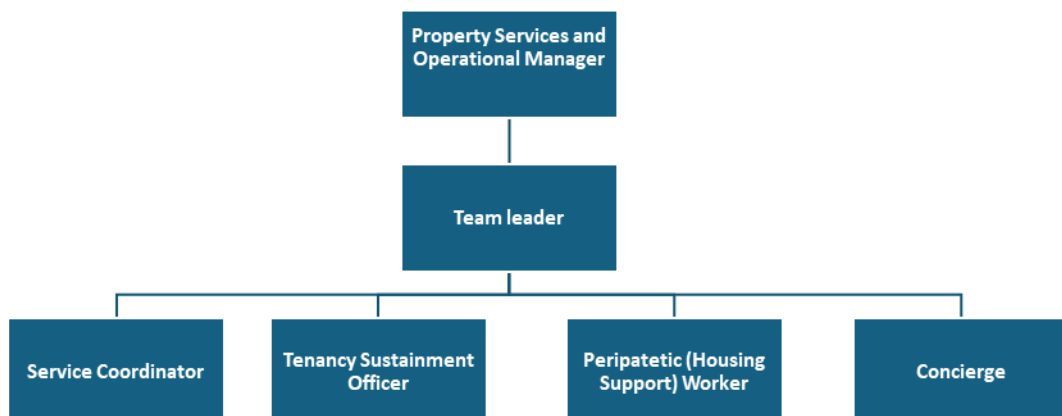 Property Services and
Operational Manager
Team leader
Service Coordinator
Tenancy Sustainment
Officer
Peripatetic (Housing
Support) Worker
Concierge